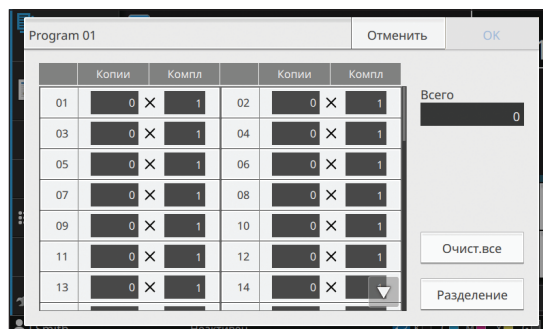 Program 01 Отменить OK
Копии Компл Копии Компл
Всего
0
01 0 × 1 02 0 × 1
03 0 × 1 04 0 × 1
05 0 × 1 06 0 × 1
07 0 × 1 08 0 × 1
09 0 × 1 10 0 × 1
11 0 × 1 12 0 × 1
13 0 × 1 14 0 ×
Очист.все
Разделение